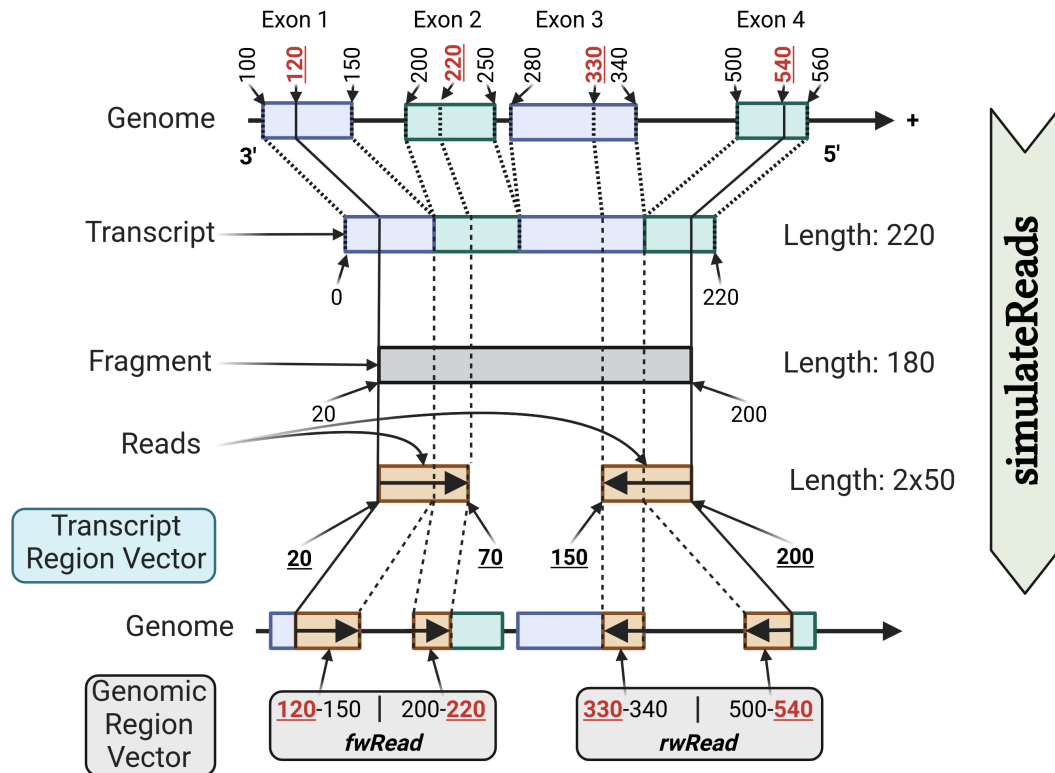 Exon 1
Exon 2
Exon 3
Exon 4
100
120
150
200
220
250
280
330
340
500
540
560
Genome
+
3'
5'
Transcript
Length: 220
0
220
Fragment
Length: 180
20
200
Reads
Length: 2x50
Transcript
Region Vector
20
70
150
200
Genome
Genomic
Region
Vector
120-150 | 200-220
fwRead
330-340 | 500-540
rwRead
simulateReads